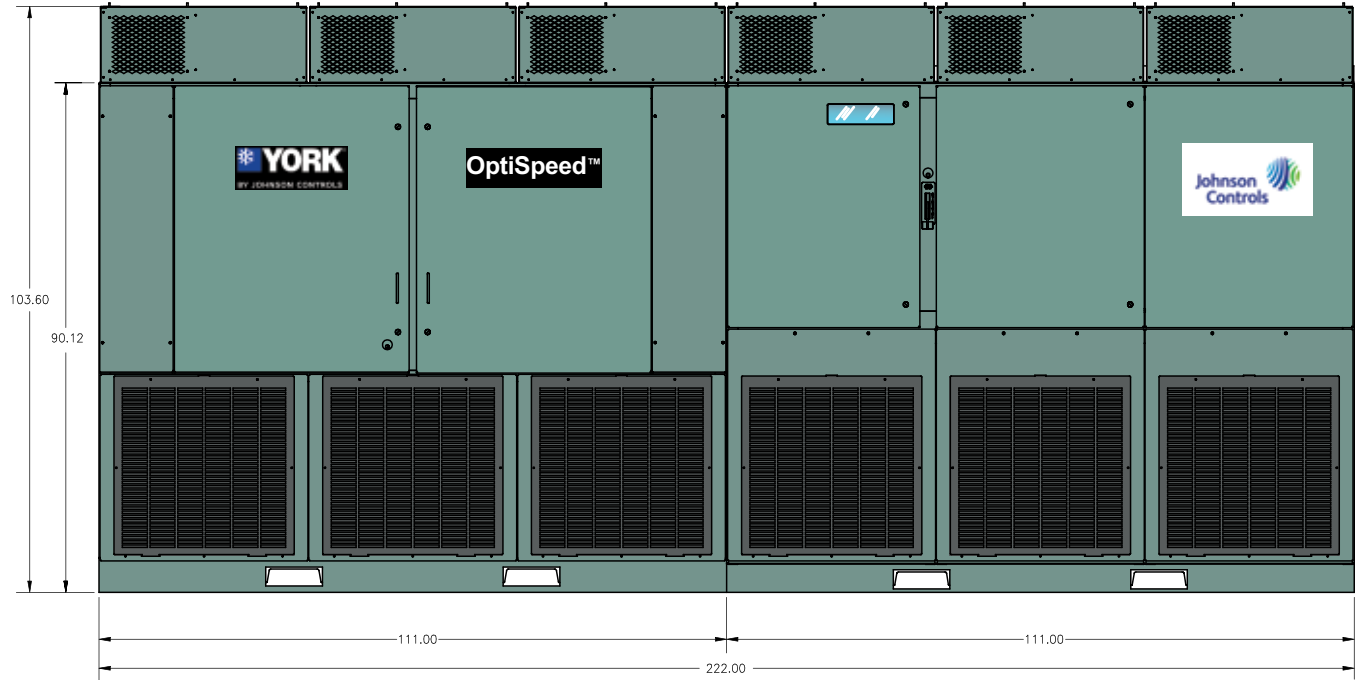 YORK
BY JOHNSON CONTROLS
OptiSpeed™
Johnson
Controls
103.60
90.12
111.00
111.00
222.00